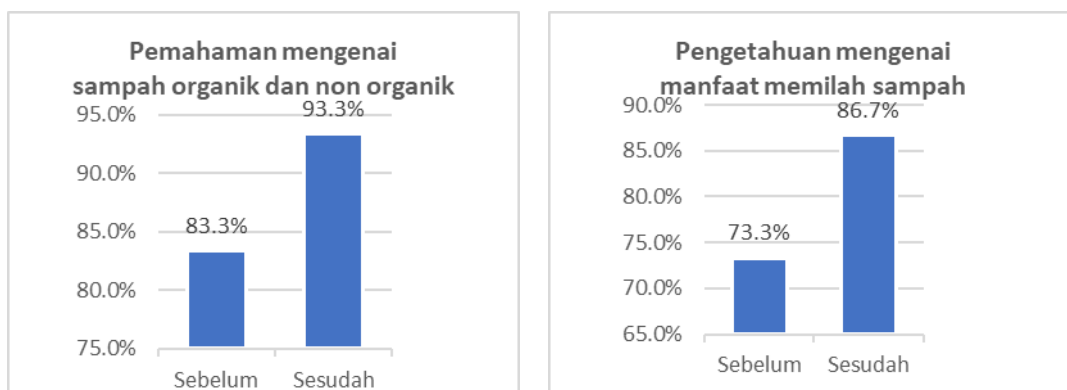 Pemahaman mengenai
sampah organik dan non organik
95.0%
93.3%
90.0%
85.0%
83.3%
80.0%
75.0%
Sebelum Sesudah
Pengetahuan mengenai
manfaat memilah sampah
90.0%
86.7%
85.0%
80.0%
75.0%
73.3%
70.0%
65.0%
Sebelum Sesudah